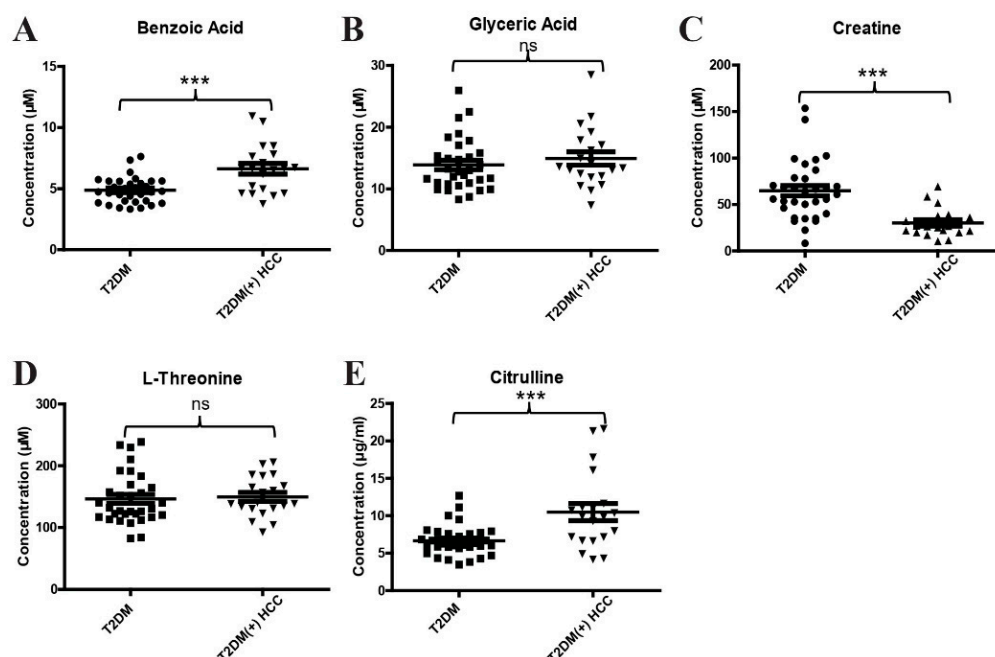 A
Benzoic Acid
***
Concentration (µM)
15
10
5
0
T2DM
T2DM(+) HCC
B
Glyceric Acid
ns
Concentration (µM)
30
20
10
0
T2DM
T2DM(+) HCC
C
Creatine
***
Concentration (µM)
200
150
100
50
0
T2DM
T2DM(+) HCC
D
L-Threonine
ns
Concentration (µM)
300
200
100
0
T2DM
T2DM(+) HCC
E
Citrulline
***
Concentration (µg/ml)
25
20
15
10
5
0
T2DM
T2DM(+) HCC